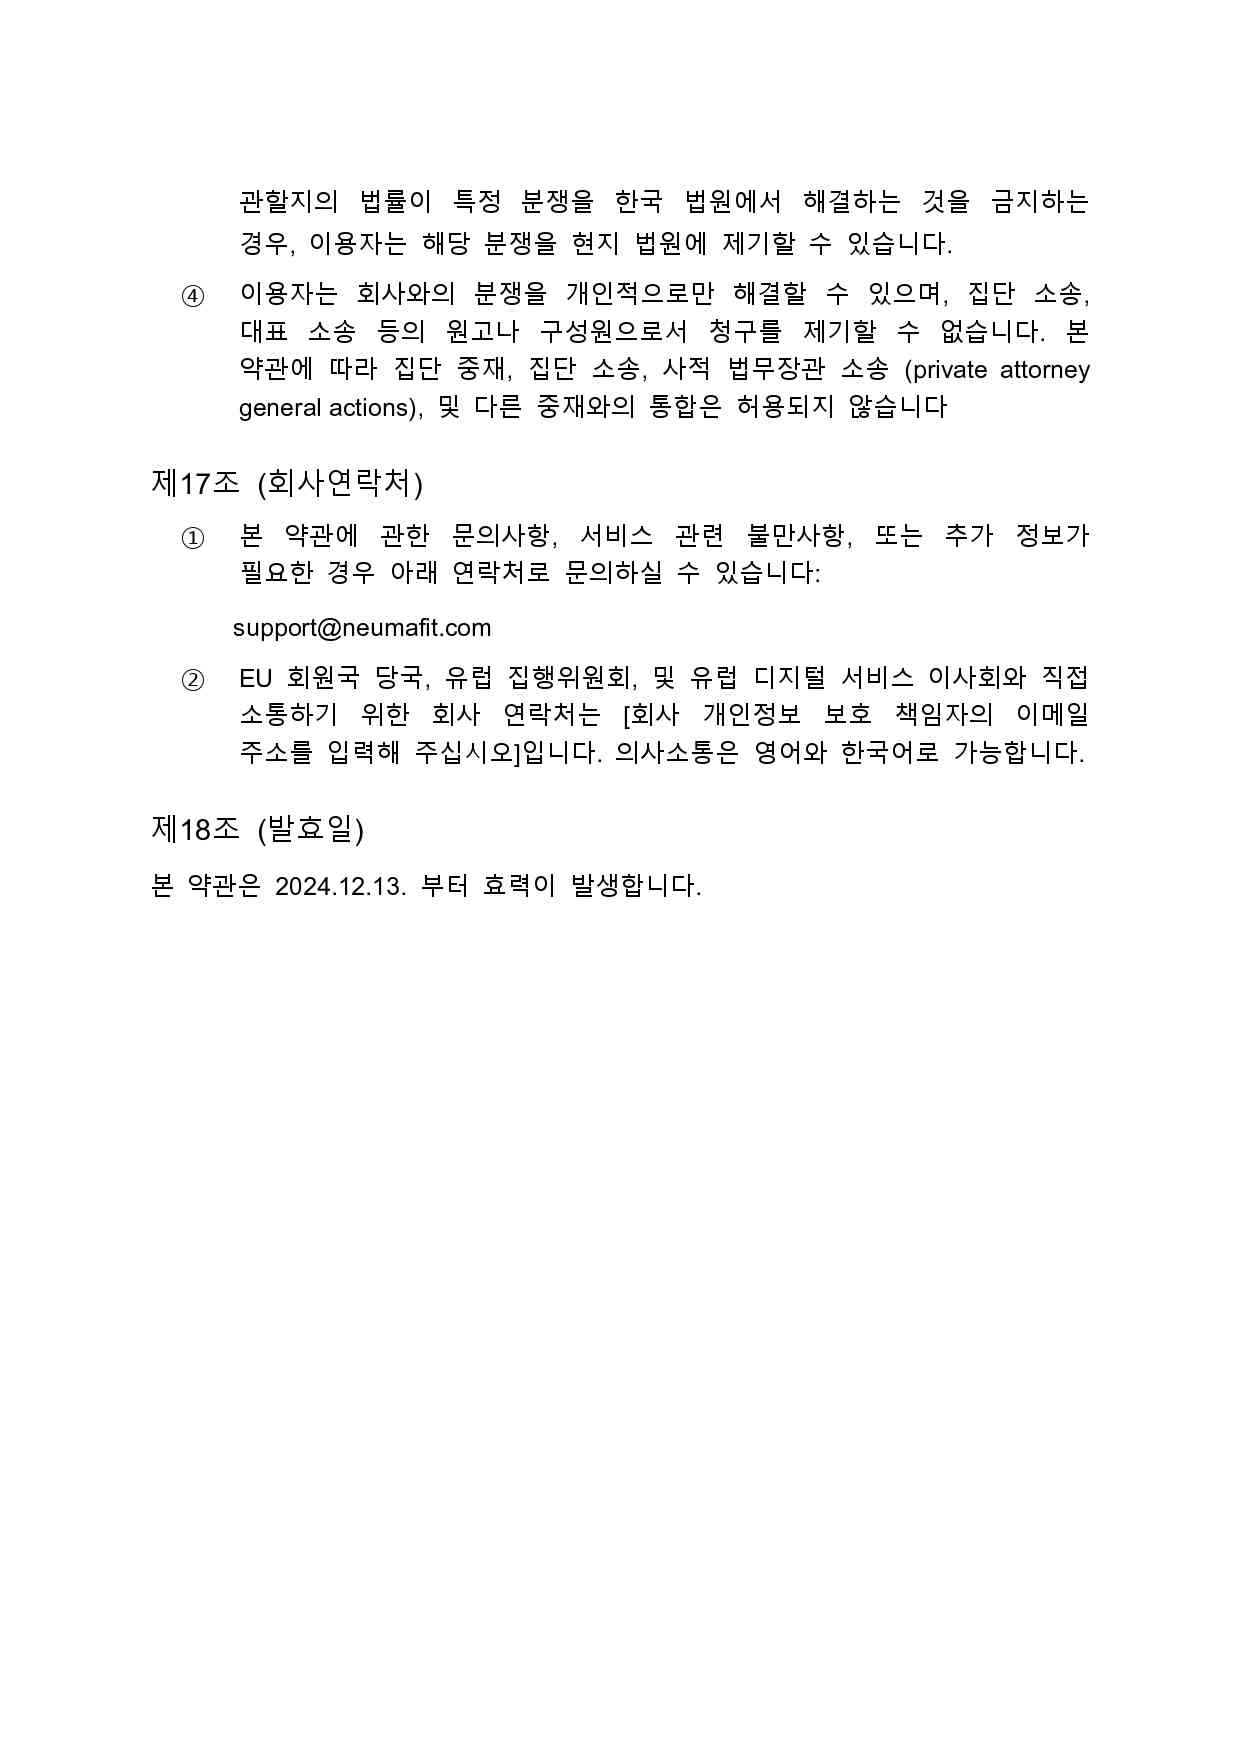 관할지의 법률이 특정 분쟁을 한국 법원에서 해결하는 것을 금지하는
경우, 이용자는 해당 분쟁을 현지 법원에 제기할 수 있습니다.
④ 이용자는 회사와의 분쟁을 개인적으로만 해결할 수 있으며, 집단 소송,
대표 소송 등의 원고나 구성원으로서 청구를 제기할 수 없습니다. 본
약관에 따라 집단 중재, 집단 소송, 사적 법무장관 소송 (private attorney
general actions), 및 다른 중재와의 통합은 허용되지 않습니다
제17조 (회사연락처)
① 본 약관에 관한 문의사항, 서비스 관련 불만사항, 또는 추가 정보가
필요한 경우 아래 연락처로 문의하실 수 있습니다:
support@neumafit.com
② EU 회원국 당국, 유럽 집행위원회, 및 유럽 디지털 서비스 이사회와 직접
소통하기 위한 회사 연락처는 [회사 개인정보 보호 책임자의 이메일
주소를 입력해 주십시오]입니다. 의사소통은 영어와 한국어로 가능합니다.
제18조 (발효일)
본 약관은 2024.12.13. 부터 효력이 발생합니다.